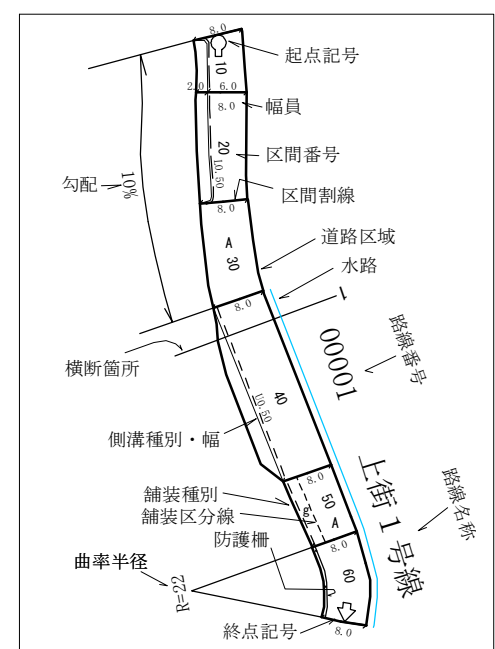 8.0
起点記号
10
2.0 6.0
8.0
幅員
20
区間番号
勾配
10%
L0.50
区間割線
8.0
A
30
道路区域
水路
8.0
1
横断箇所
00001
路線番号
40
U0.50
側溝種別・幅
上街1号線
路線名称
舗装種別
8.0
50
g
A
舗装区分線
防護柵
8.0
曲率半径
60
R=22
終点記号
8.0